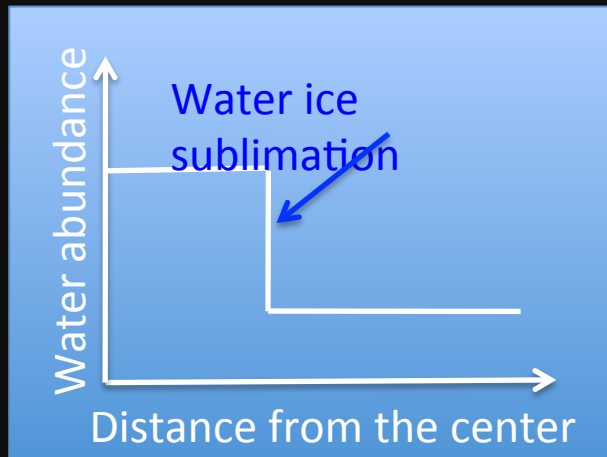 Water abundance
Water ice
sublimation
Distance from the center